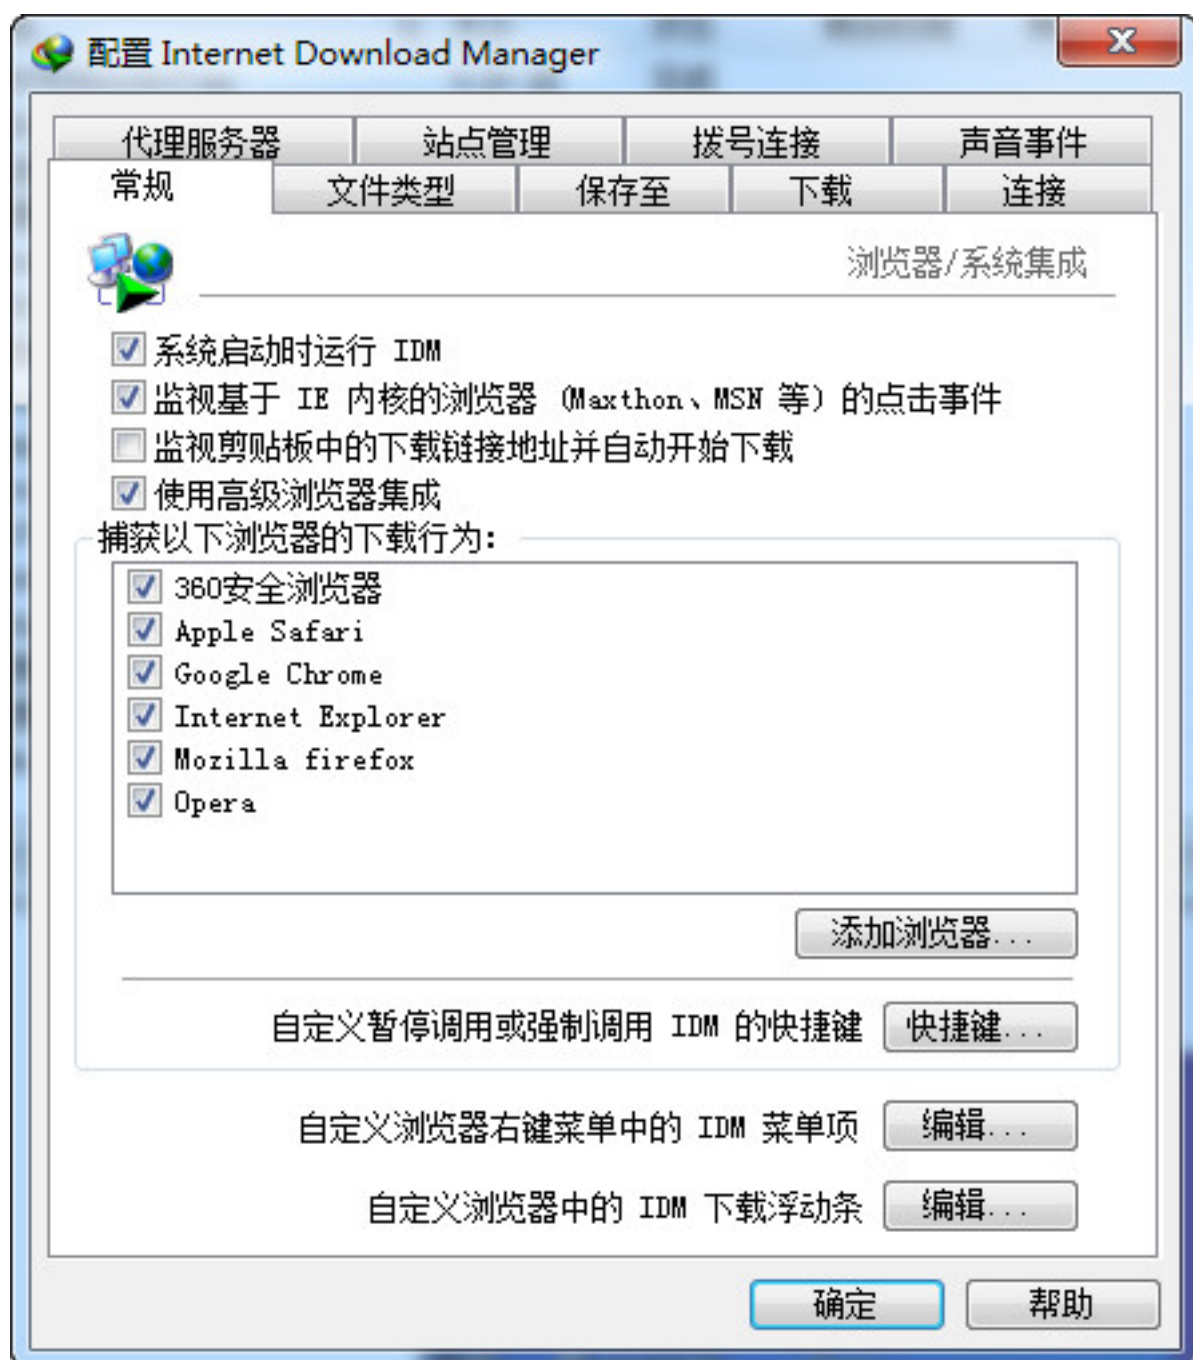 配置 Internet Download Manager
代理服务器 站点管理 拨号连接 声音事件
常规 文件类型 保存至 下载 连接
浏览器/系统集成
系统启动时运行 IDM
监视基于 IE 内核的浏览器 (Maxthon、MSN 等) 的点击事件
监视剪贴板中的下载链接地址并自动开始下载
使用高级浏览器集成
捕获以下浏览器的下载行为:
360安全浏览器
Apple Safari
Google Chrome
Internet Explorer
Mozilla firefox
Opera
添加浏览器...
自定义暂停调用或强制调用 IDM 的快捷键 快捷键...
自定义浏览器右键菜单中的 IDM 菜单项 编辑...
自定义浏览器中的 IDM 下载浮动条 编辑...
确定 帮助